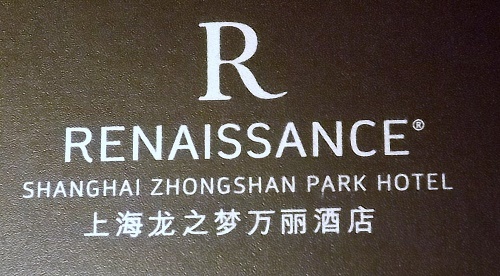 R
RENAISSANCE®
SHANGHAI ZHONGSHAN PARK HOTEL
上海龙之梦万丽酒店